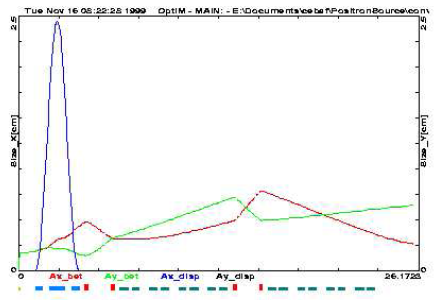 Tue Nov 16 08:22:28 1999 OptiM - MAIN: - E:\Documents\cebaf\PositronSource\conv
2.5
2.5
Size_X[cm]
Size_Y[cm]
0
0
0 Ax_bet Ay_bet Ax_disp Ay_disp 26.1723